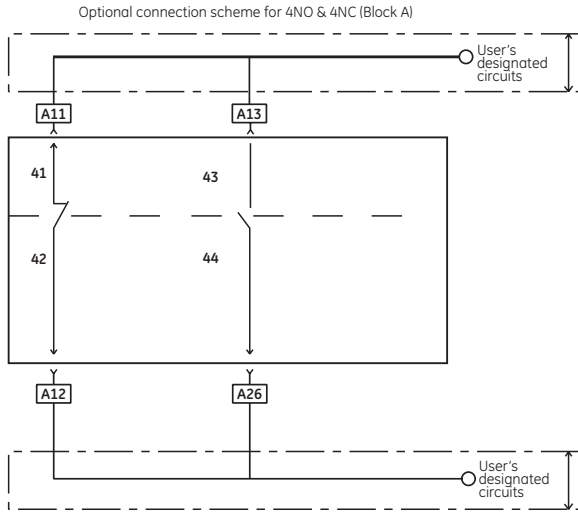 Optional connection scheme for 4NO & 4NC (Block A)
User's
designated
circuits
A11
A13
41
43
42
44
A12
A26
User's
designated
circuits